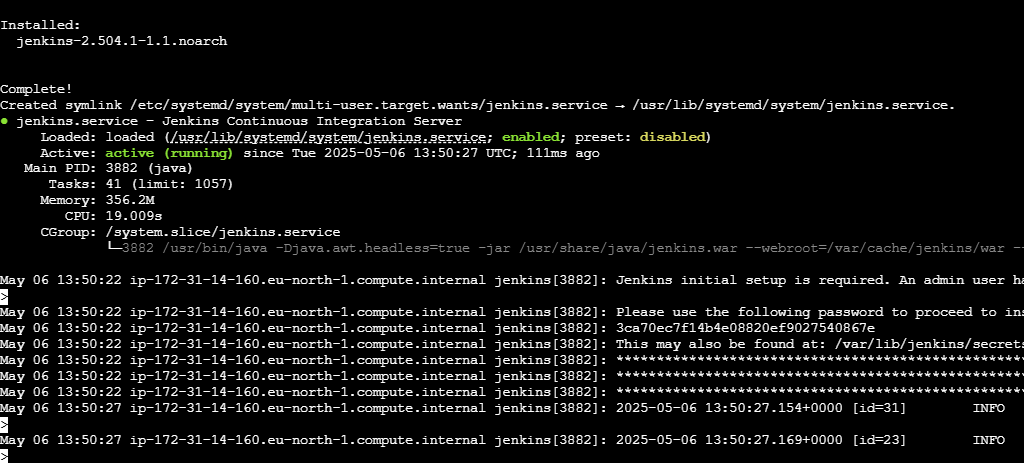 Installed:
  jenkins-2.504.1-1.1.noarch
Complete!
Created symlink /etc/systemd/system/multi-user.target.wants/jenkins.service → /usr/lib/systemd/system/jenkins.service.
● jenkins.service - Jenkins Continuous Integration Server
     Loaded: loaded (/usr/lib/systemd/system/jenkins.service; enabled; preset: disabled)
     Active: active (running) since Tue 2025-05-06 13:50:27 UTC; 111ms ago
   Main PID: 3882 (java)
      Tasks: 41 (limit: 1057)
     Memory: 356.2M
        CPU: 19.009s
     CGroup: /system.slice/jenkins.service
             └─3882 /usr/bin/java -Djava.awt.headless=true -jar /usr/share/java/jenkins.war --webroot=/var/cache/jenkins/war --
May 06 13:50:22 ip-172-31-14-160.eu-north-1.compute.internal jenkins[3882]: Jenkins initial setup is required. An admin user ha
>
May 06 13:50:22 ip-172-31-14-160.eu-north-1.compute.internal jenkins[3882]: Please use the following password to proceed to ins
May 06 13:50:22 ip-172-31-14-160.eu-north-1.compute.internal jenkins[3882]: 3ca70ec7f14b4e08820ef9027540867e
May 06 13:50:22 ip-172-31-14-160.eu-north-1.compute.internal jenkins[3882]: This may also be found at: /var/lib/jenkins/secrets
May 06 13:50:22 ip-172-31-14-160.eu-north-1.compute.internal jenkins[3882]: ***************************************************
May 06 13:50:22 ip-172-31-14-160.eu-north-1.compute.internal jenkins[3882]: ***************************************************
May 06 13:50:22 ip-172-31-14-160.eu-north-1.compute.internal jenkins[3882]: ***************************************************
May 06 13:50:27 ip-172-31-14-160.eu-north-1.compute.internal jenkins[3882]: 2025-05-06 13:50:27.154+0000 [id=31]        INFO
>
May 06 13:50:27 ip-172-31-14-160.eu-north-1.compute.internal jenkins[3882]: 2025-05-06 13:50:27.169+0000 [id=23]        INFO
>